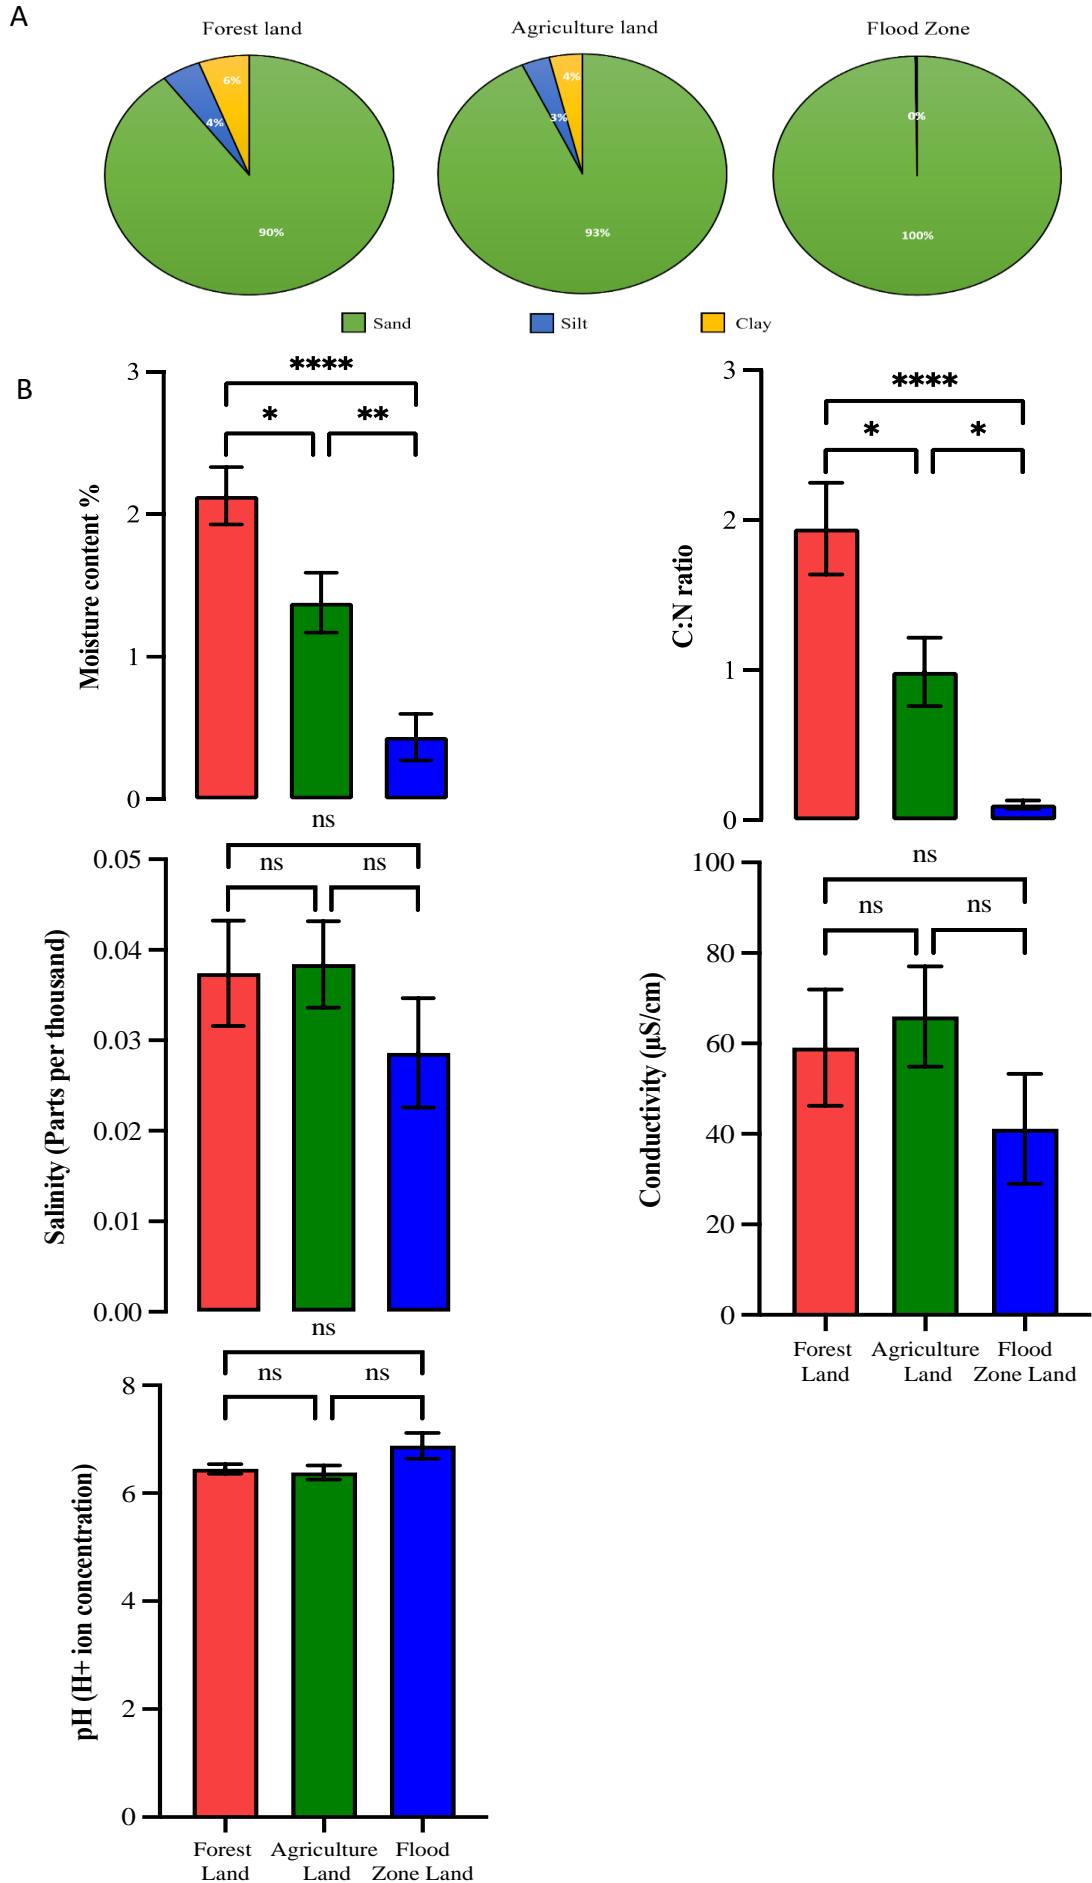 A
Forest land
Agriculture land
Flood Zone
6%
4%
90%
4%
3%
93%
0%
100%
Sand
Silt
Clay
B
3
2
1
0
Moisture content %
****
*
**
3
2
1
0
C:N ratio
****
*
*
0.05
0.04
0.03
0.02
0.01
0.00
Salinity (Parts per thousand)
ns
ns
ns
100
80
60
40
20
0
Conductivity (µS/cm)
ns
ns
ns
Forest
Land
Agriculture
Land
Flood
Zone Land
8
6
4
2
0
pH (H+ ion concentration)
ns
ns
ns
Forest
Land
Agriculture
Land
Flood
Zone Land